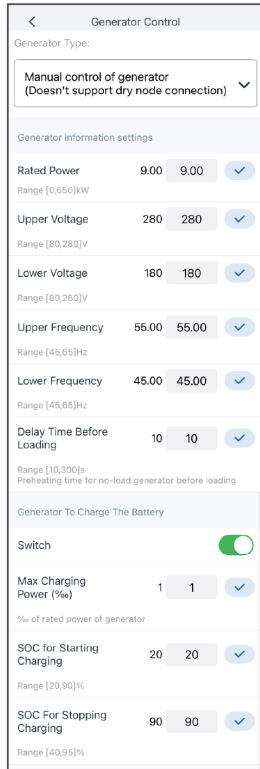 Generator Control
Generator Type:
Manual control of generator
(Doesn't support dry node connection)
Generator information settings
Rated Power 9.00 9.00
Range [0,650]kW
Upper Voltage 280 280
Range [80,280]V
Lower Voltage 180 180
Range [80,280]V
Upper Frequency 55.00 55.00
Range [45,65]Hz
Lower Frequency 45.00 45.00
Range [45,65]Hz
Delay Time Before
Loading 10 10
Range [10,300]s
Preheating time for no-load generator before loading
Generator To Charge The Battery
Switch
Max Charging
Power (‰) 1 1
‰ of rated power of generator
SOC for Starting
Charging 20 20
Range [20,90]%
SOC For Stopping
Charging 90 90
Range [40,95]%